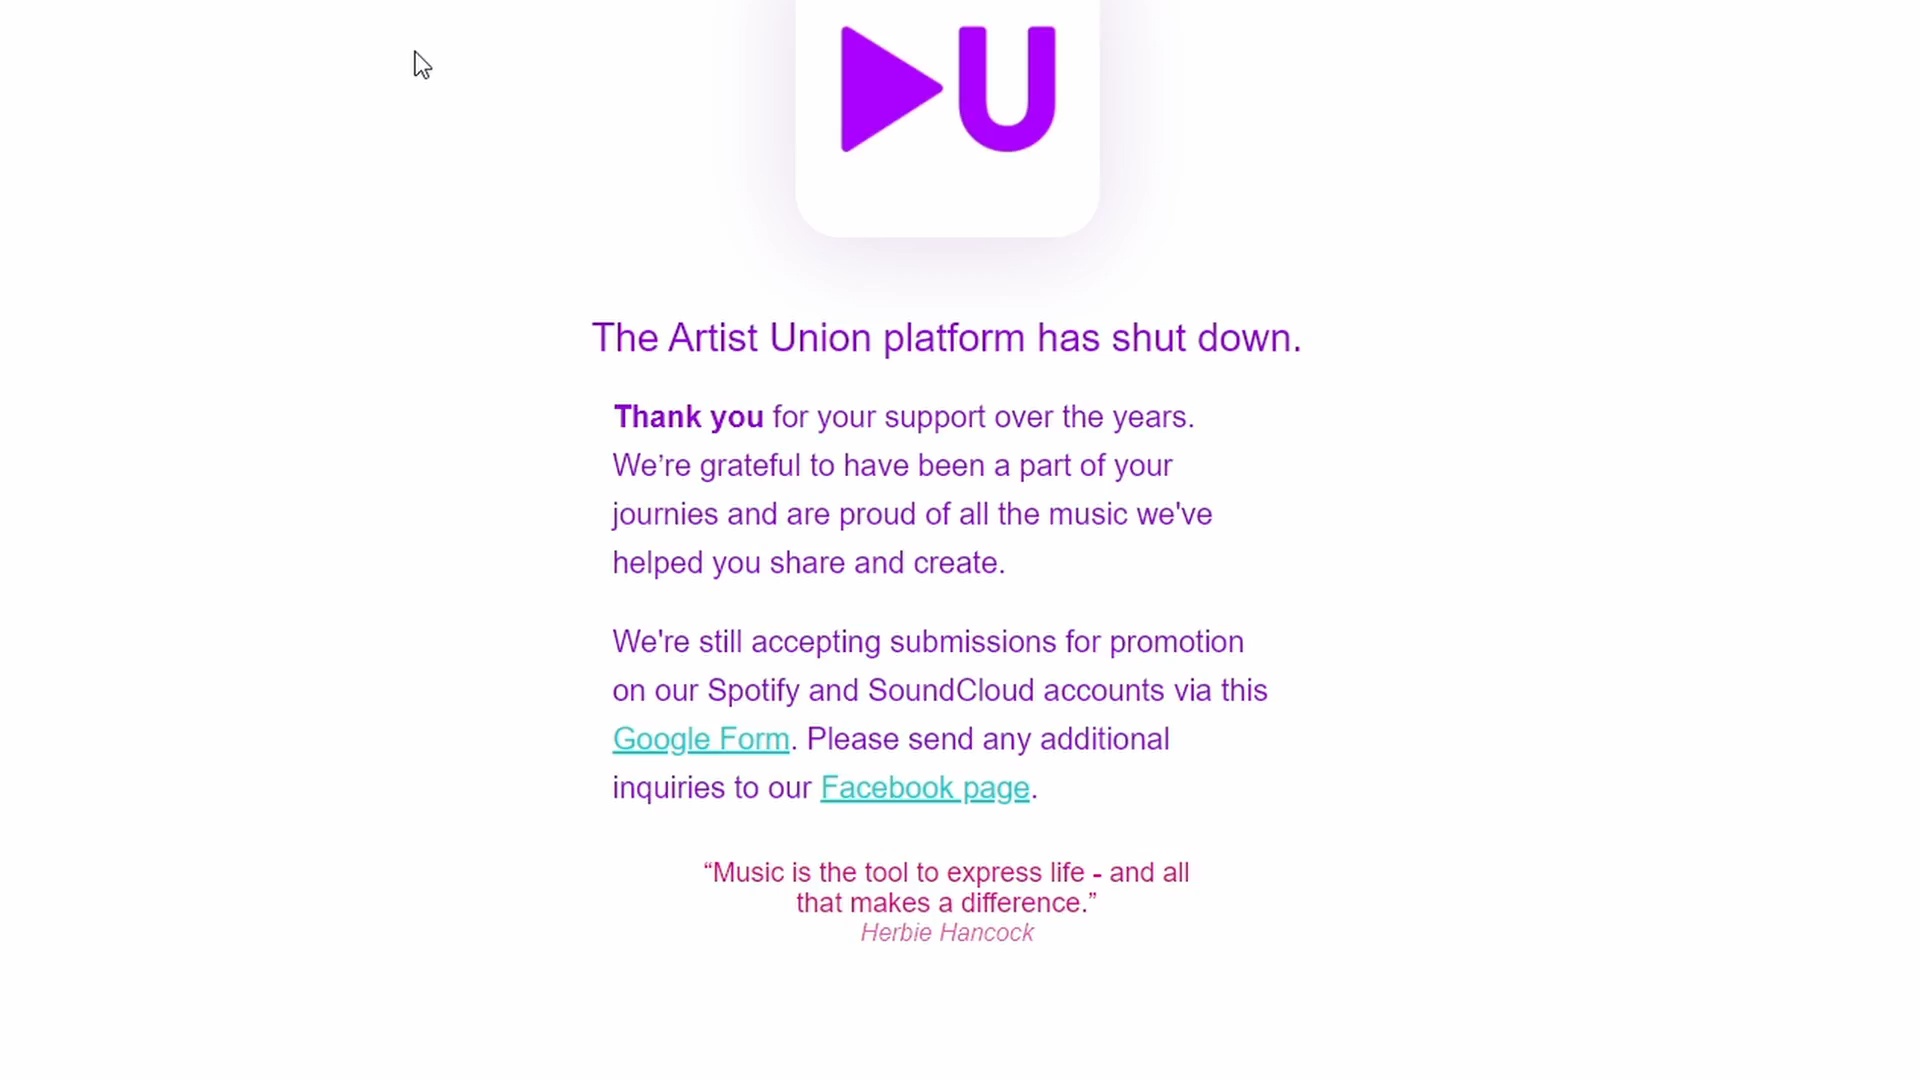 U
The Artist Union platform has shut down.
Thank you for your support over the years.
We’re grateful to have been a part of your
journies and are proud of all the music we've
helped you share and create.
We're still accepting submissions for promotion
on our Spotify and SoundCloud accounts via this
Google Form. Please send any additional
inquiries to our Facebook page.
“Music is the tool to express life - and all
that makes a difference.”
Herbie Hancock